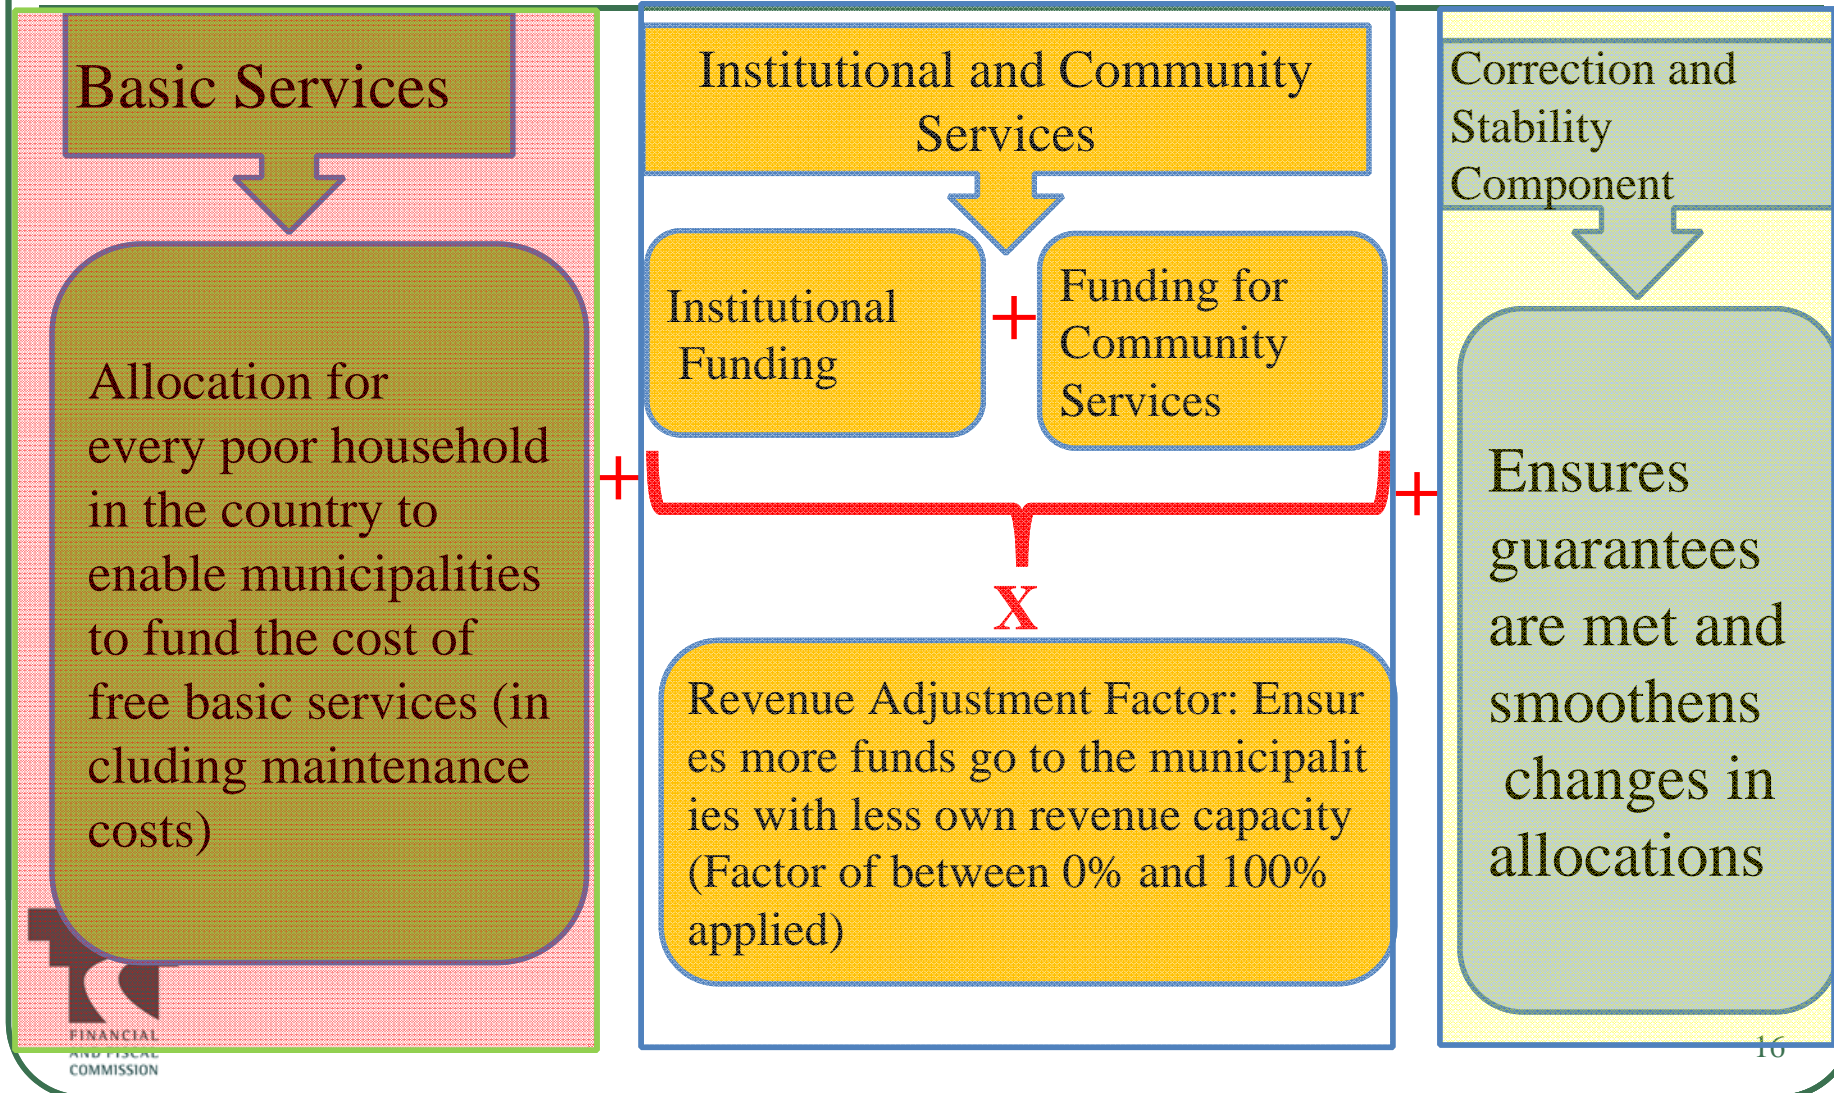 Basic Services
Allocation for
every poor household
in the country to
enable municipalities
to fund the cost of
free basic services (in
cluding maintenance
costs)
+
Institutional and Community
Services
Institutional
Funding
+
Funding for
Community
Services
X
Revenue Adjustment Factor: Ensur
es more funds go to the municipalit
ies with less own revenue capacity
(Factor of between 0% and 100%
applied)
+
Correction and
Stability
Component
Ensures
guarantees
are met and
smoothens
changes in
allocations
FINANCIAL
AND FISCAL
COMMISSION
16